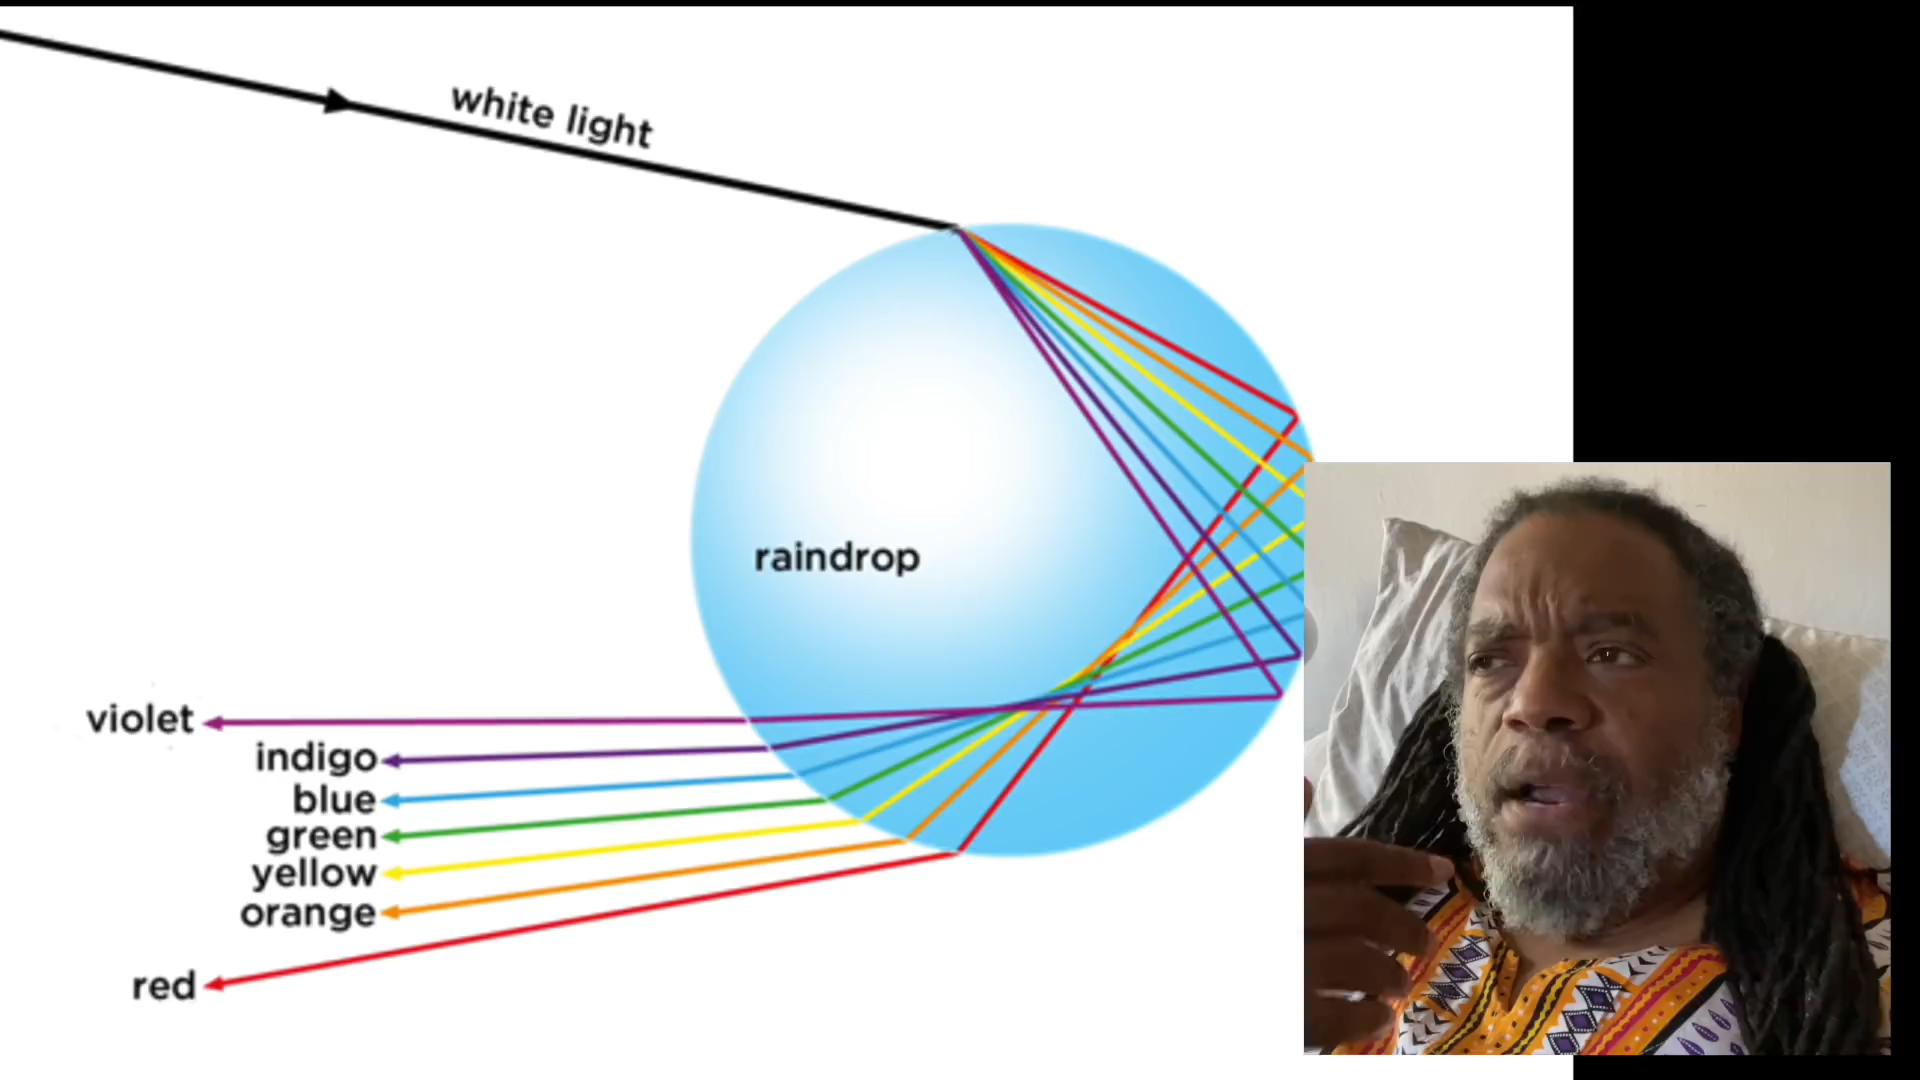 white light
raindrop
violet
indigo
blue
green
yellow
orange
red